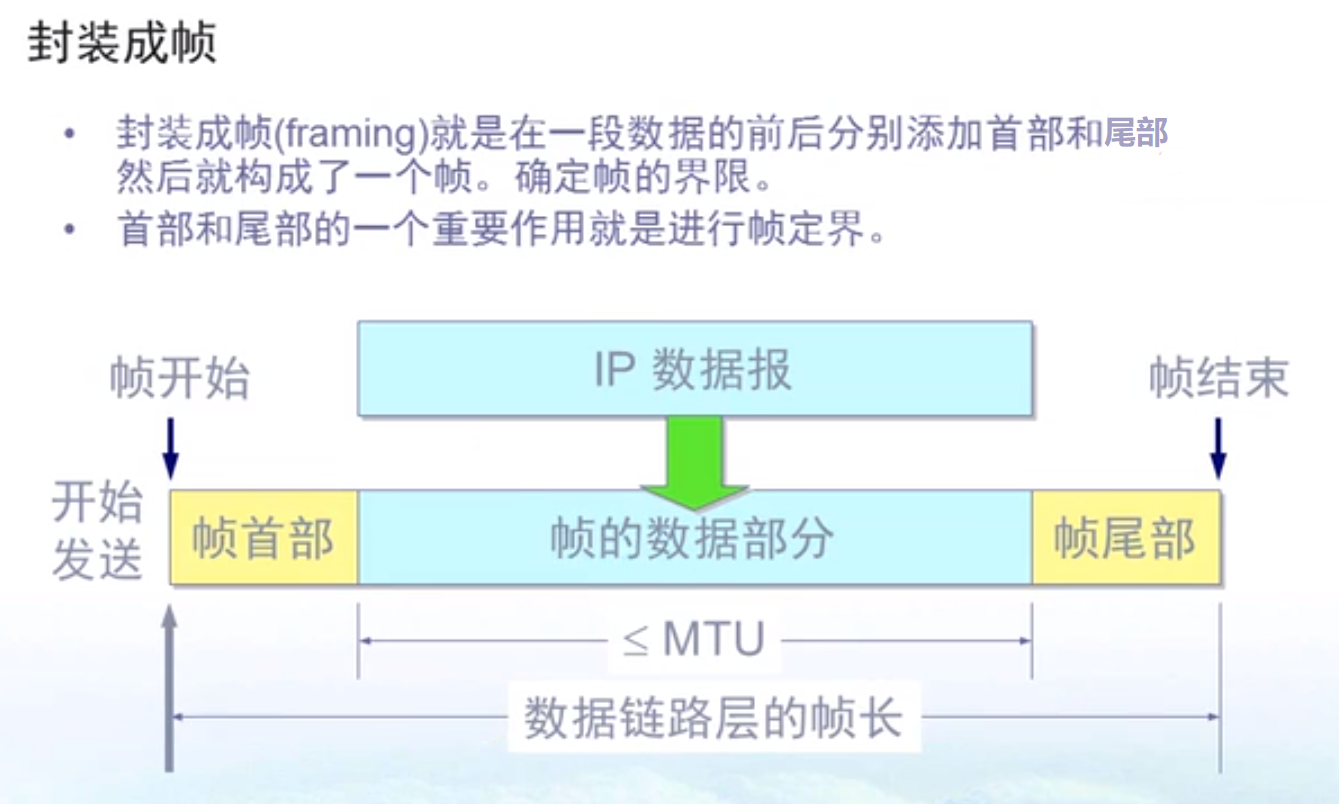 封装成帧
• 封装成帧(framing)就是在一段数据的前后分别添加首部和尾部
然后就构成了一个帧。确定帧的界限。
• 首部和尾部的一个重要作用就是进行帧定界。
IP 数据报
帧开始
帧结束
开始
发送
帧首部
帧的数据部分
帧尾部
≤ MTU
数据链路层的帧长